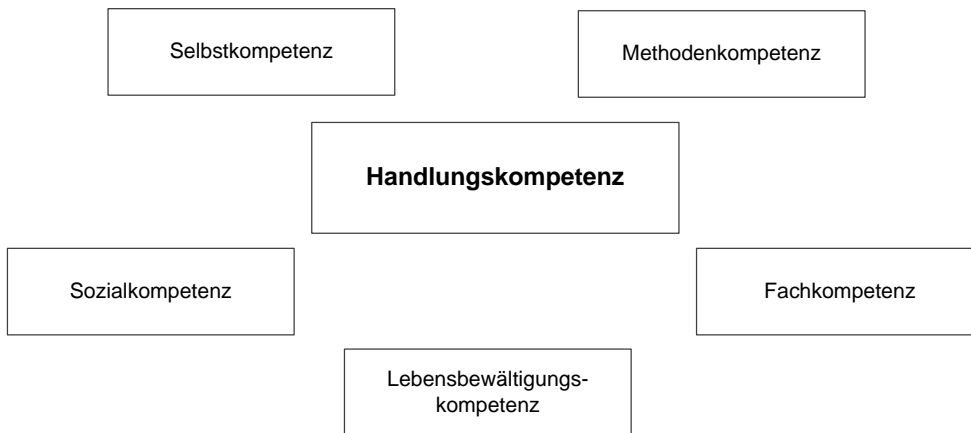 Selbstkompetenz
Methodenkompetenz
Handlungskompetenz
Sozialkompetenz
Fachkompetenz
Lebensbewältigungs-
kompetenz